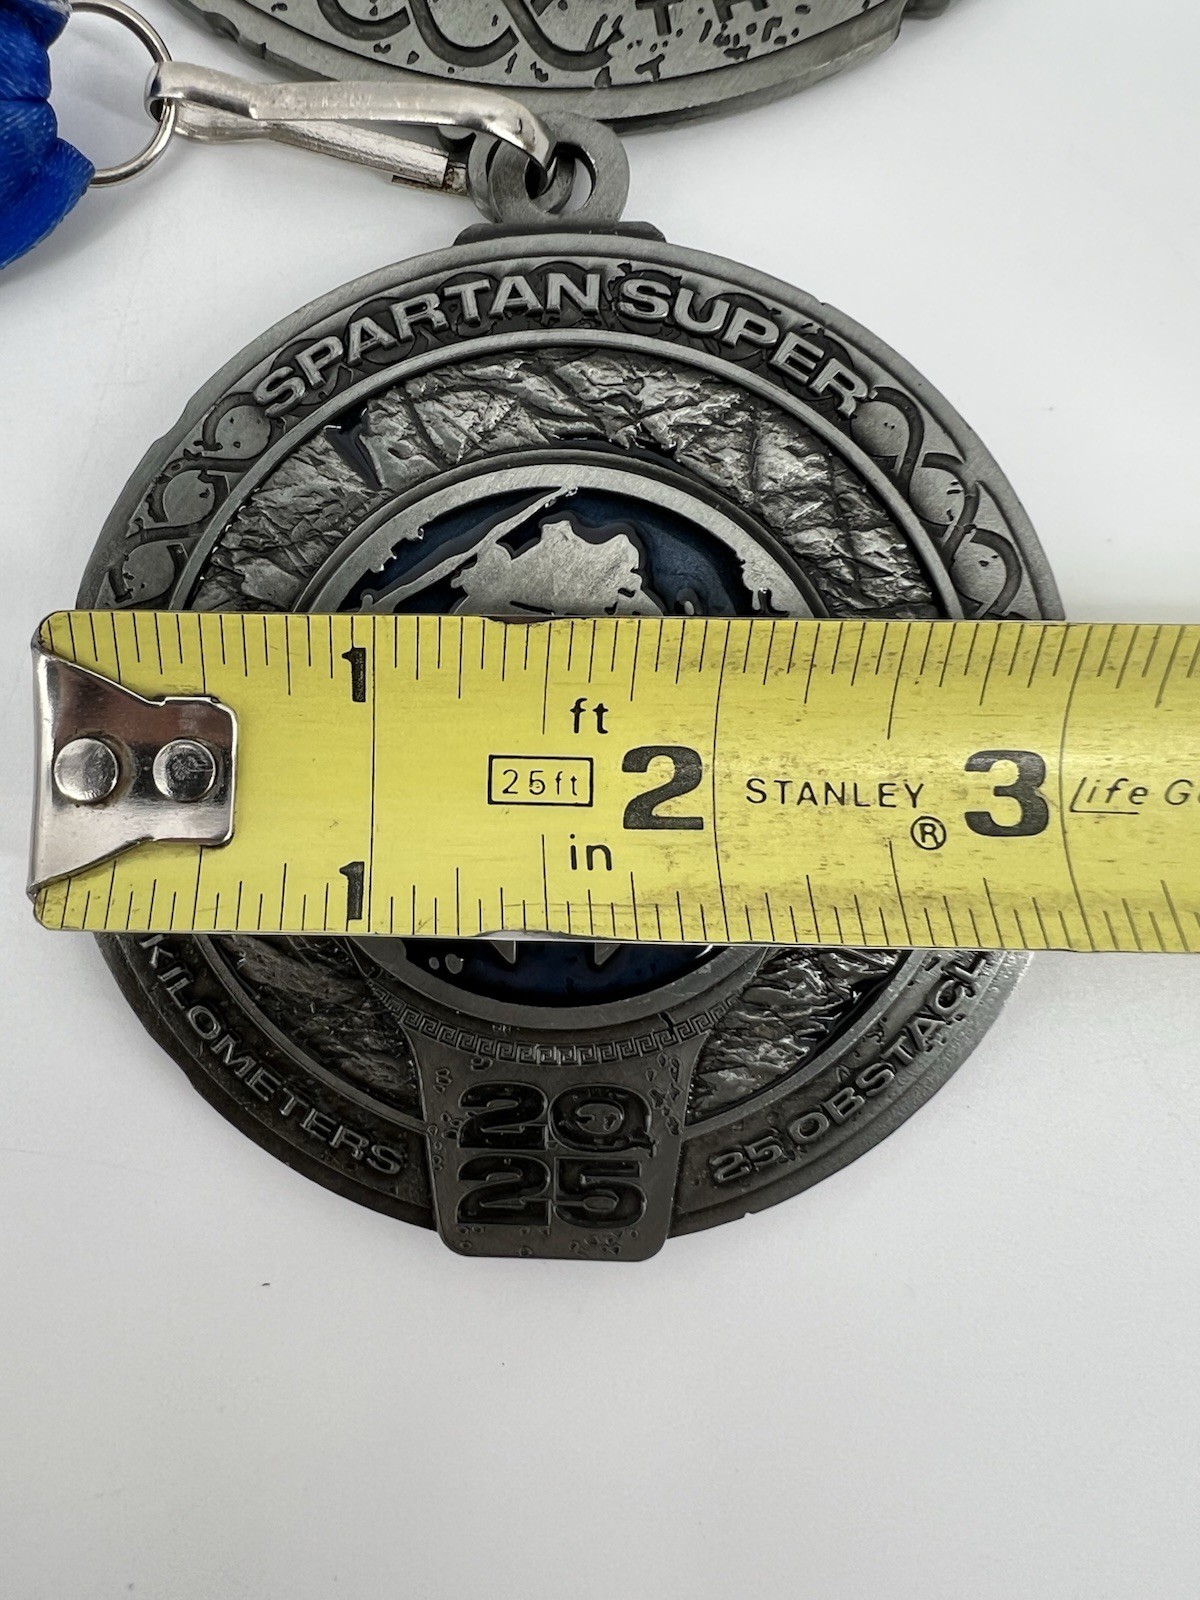 SPARTAN SUPER
1
ft
25ft
2
STANLEY
®
3
Life G
in
1
KILOMETERS
20
25
25 OBSTACL